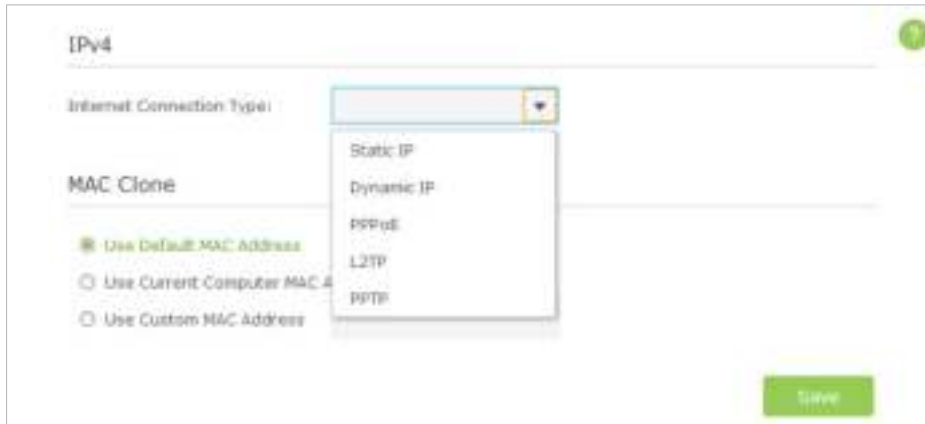 IPv4
?
Internet Connection Type:
Static IP
Dynamic IP
PPPoE
L2TP
PPTP
MAC Clone
Use Default MAC Address
Use Current Computer MAC A
Use Custom MAC Address
Save